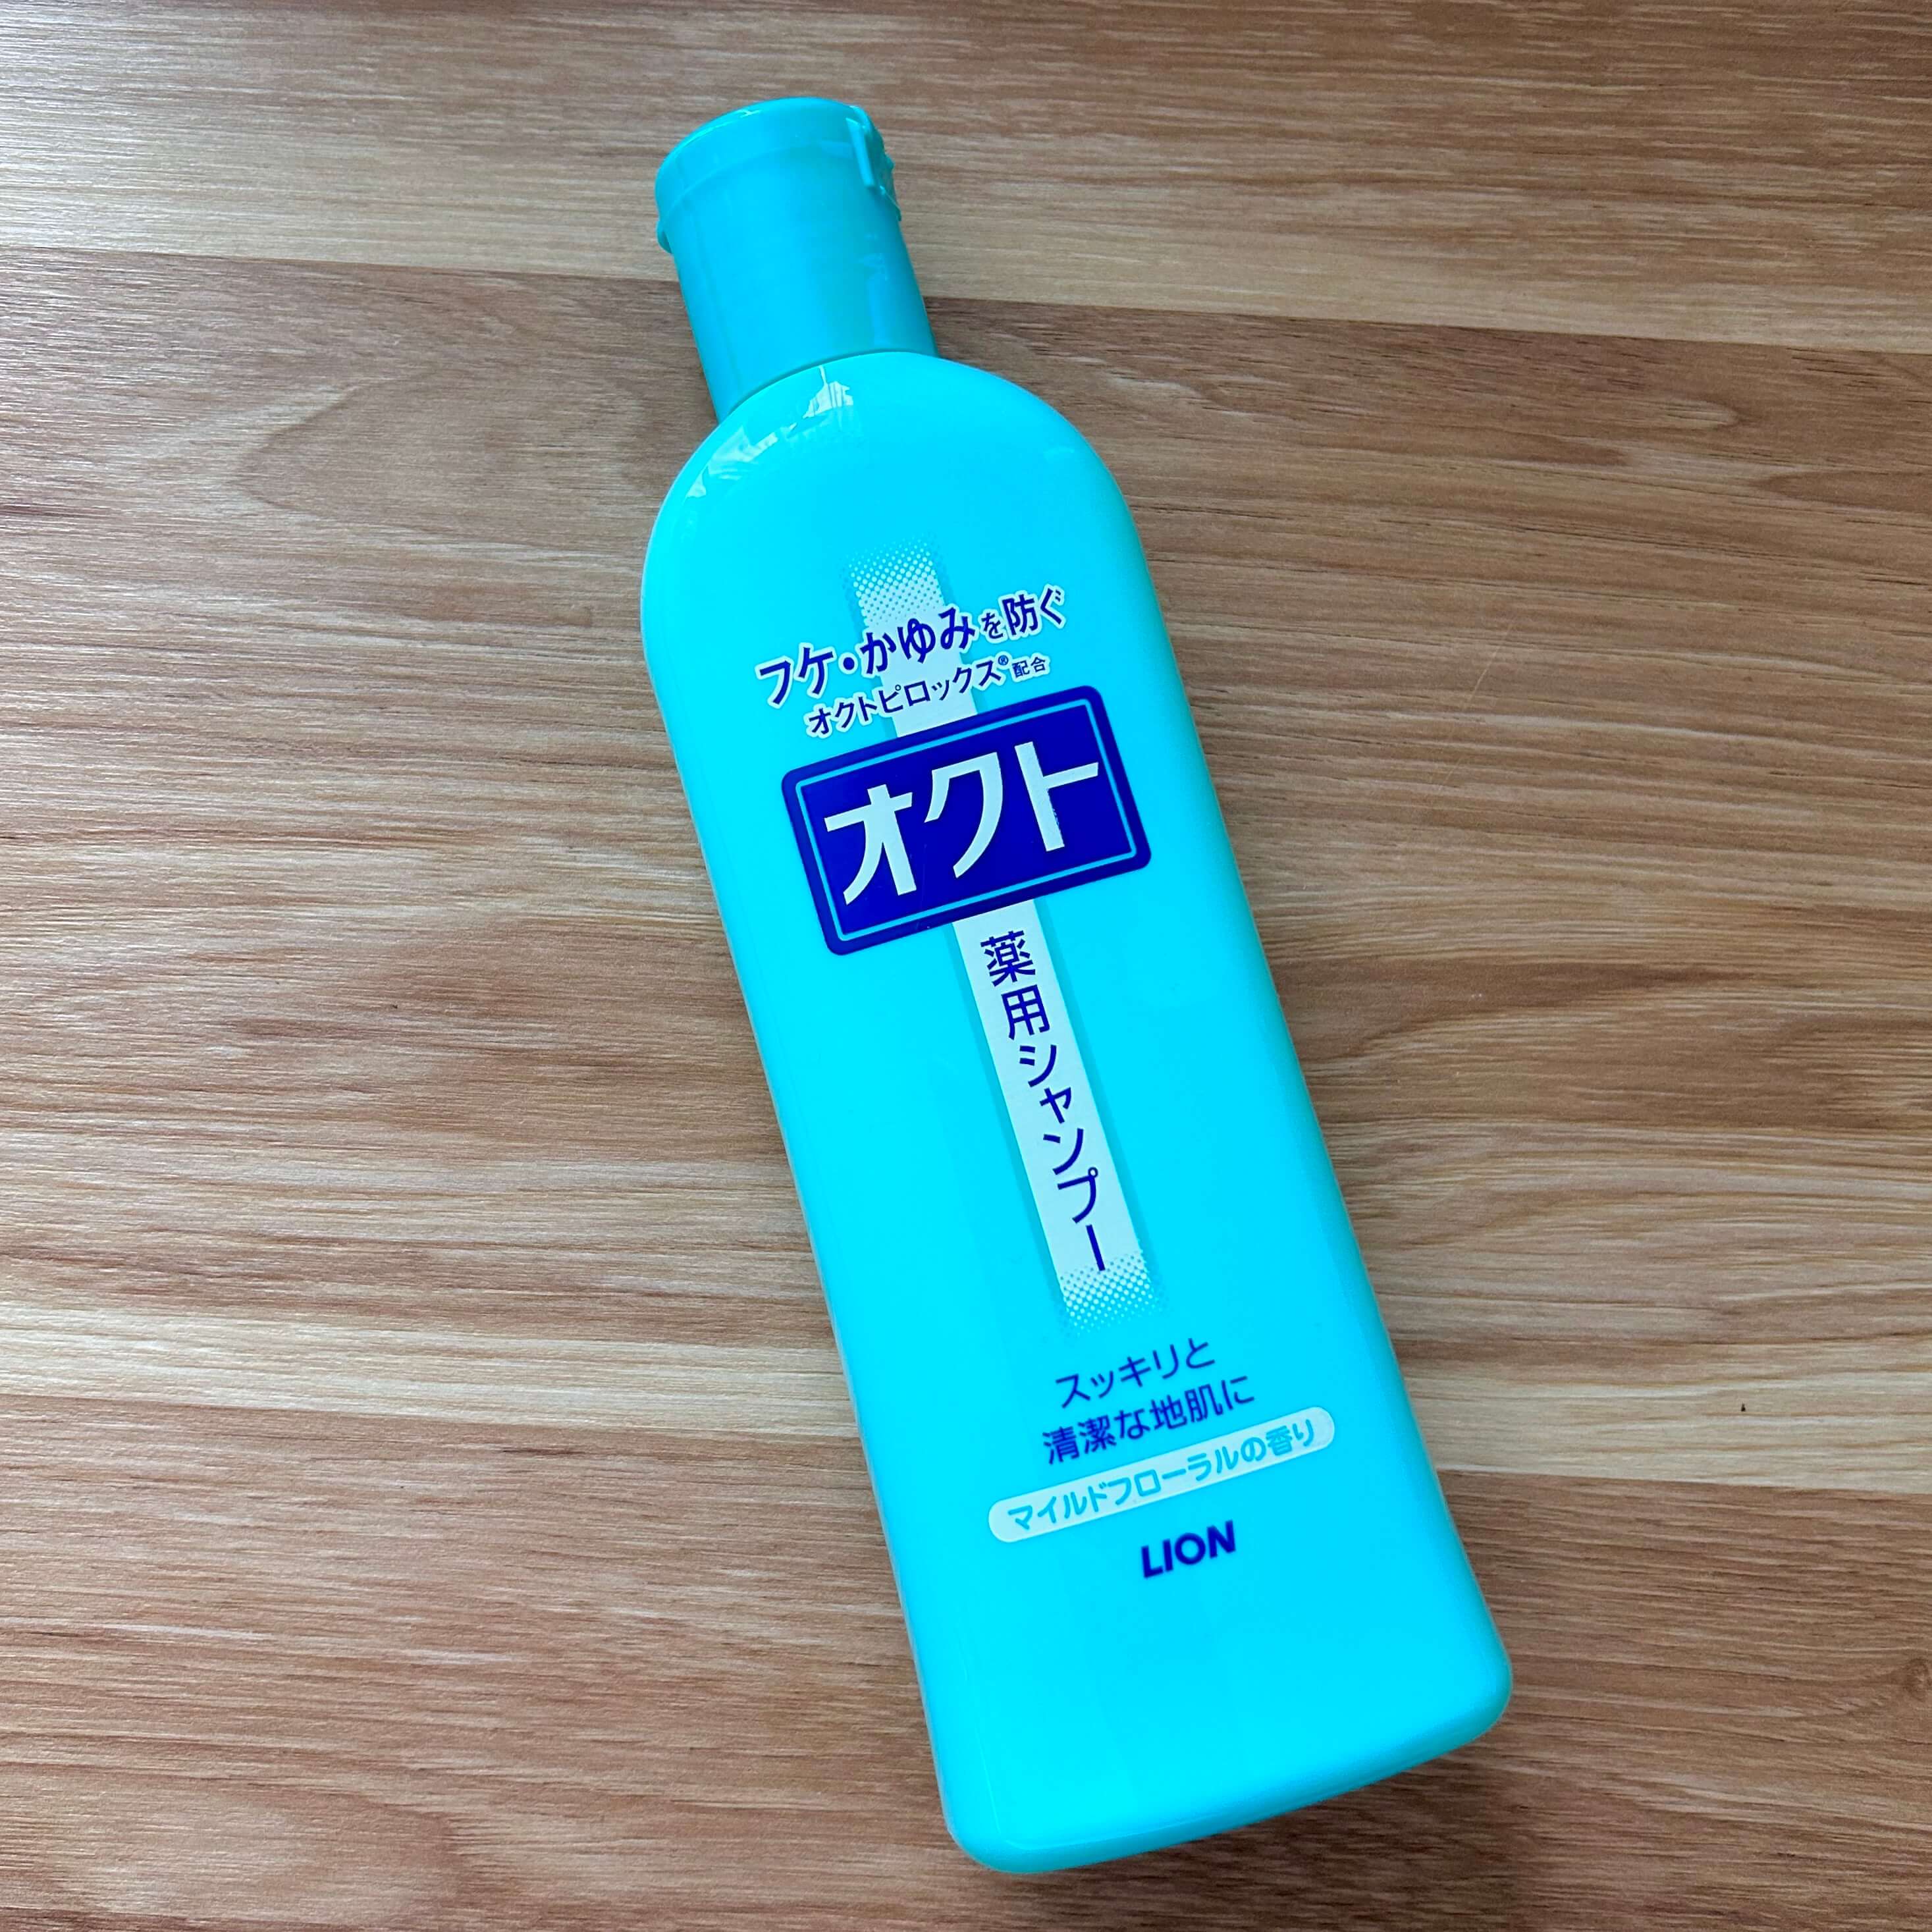 フケ・かゆみを防ぐ
オクトピロックス®配合
オクト
薬用シャンプー
スッキリと
清潔な地肌に
マイルドフローラルの香り
LION